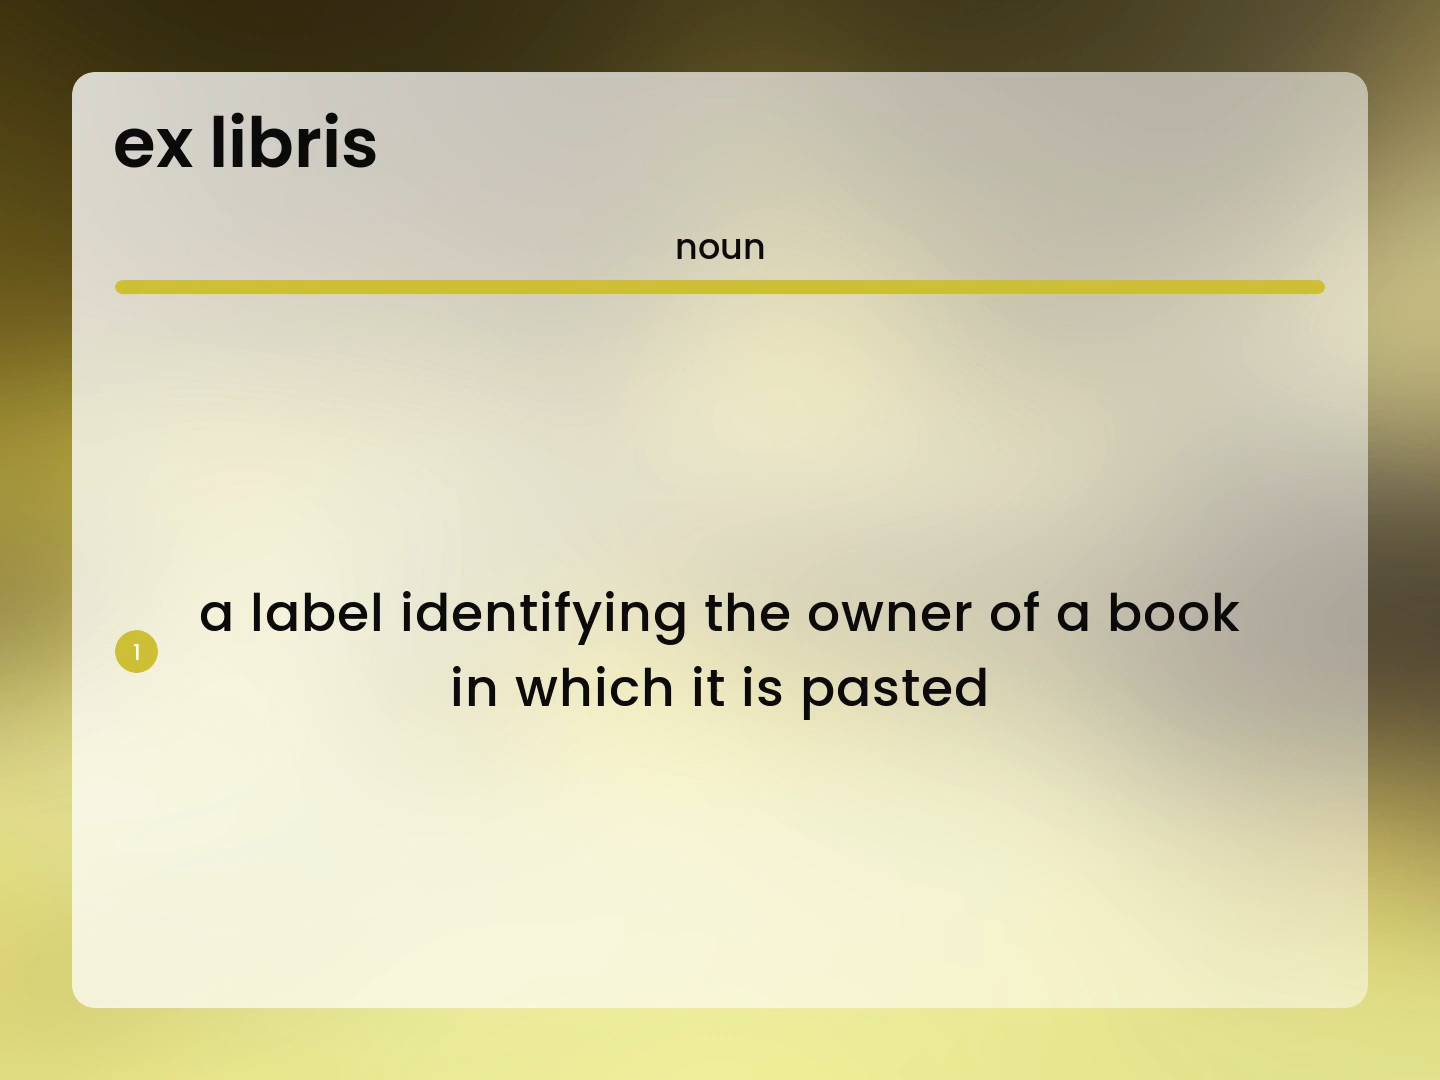 ex libris
noun
1
a label identifying the owner of a book
in which it is pasted